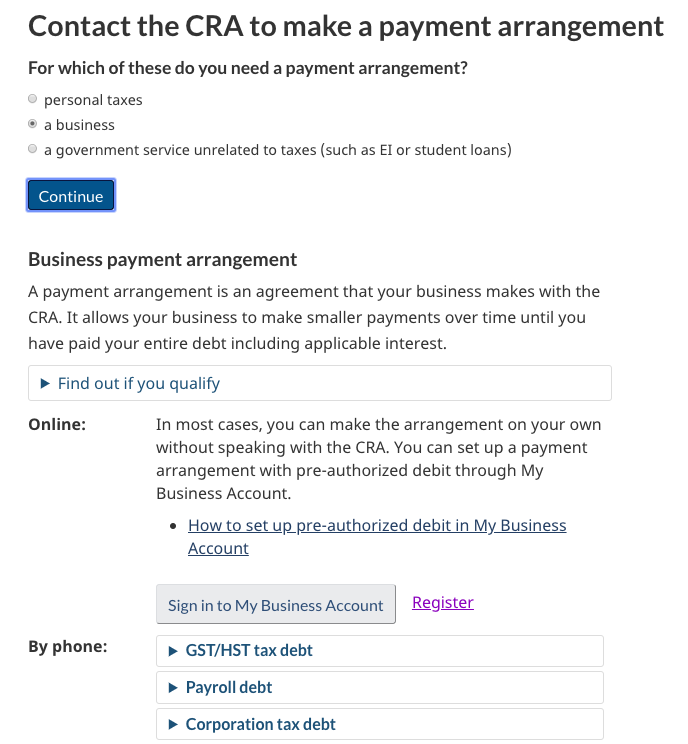 Contact the CRA to make a payment arrangement
For which of these do you need a payment arrangement?
personal taxes
a business
a government service unrelated to taxes (such as EI or student loans)
Continue
Business payment arrangement
A payment arrangement is an agreement that your business makes with the
CRA. It allows your business to make smaller payments over time until you
have paid your entire debt including applicable interest.
Find out if you qualify
Online:
In most cases, you can make the arrangement on your own
without speaking with the CRA. You can set up a payment
arrangement with pre-authorized debit through My
Business Account.
How to set up pre-authorized debit in My Business
Account
Sign in to My Business Account
Register
By phone:
GST/HST tax debt
Payroll debt
Corporation tax debt